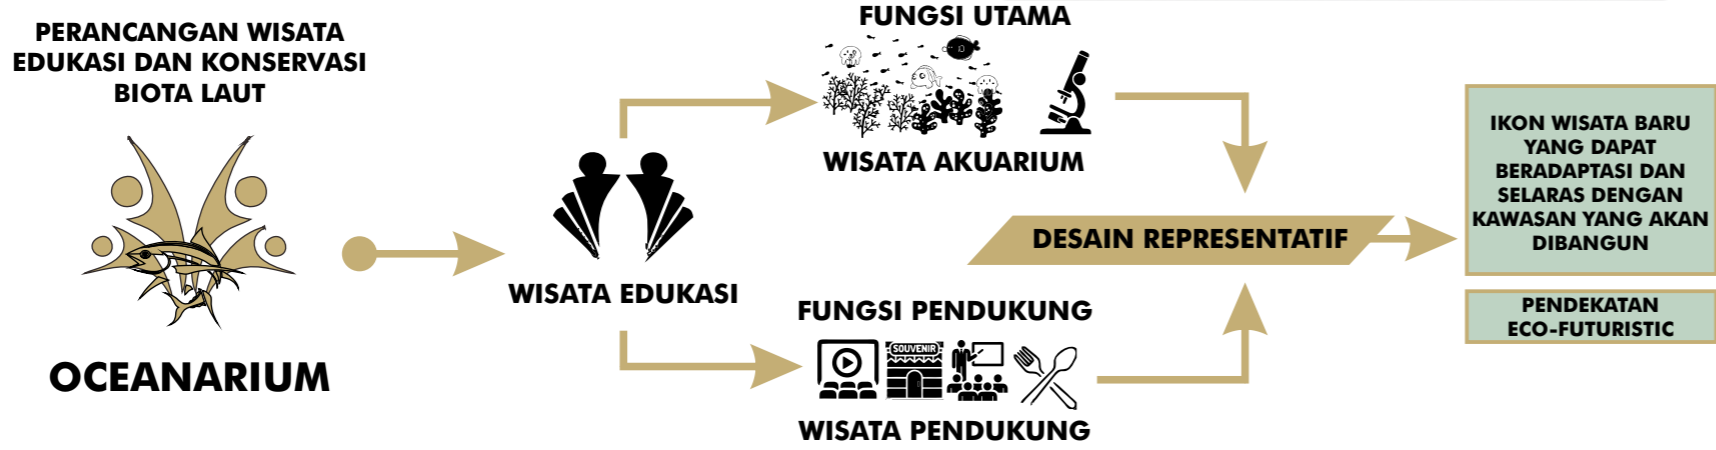 PERANCANGAN WISATA
EDUKASI DAN KONSERVASI
BIOTA LAUT
OCEANARIUM
WISATA EDUKASI
FUNGSI UTAMA
WISATA AKUARIUM
FUNGSI PENDUKUNG
SOUVENIR
WISATA PENDUKUNG
DESAIN REPRESENTATIF
IKON WISATA BARU
YANG DAPAT
BERADAPTASI DAN
SELARAS DENGAN
KAWASAN YANG AKAN
DIBANGUN
PENDEKATAN
ECO-FUTURISTIC